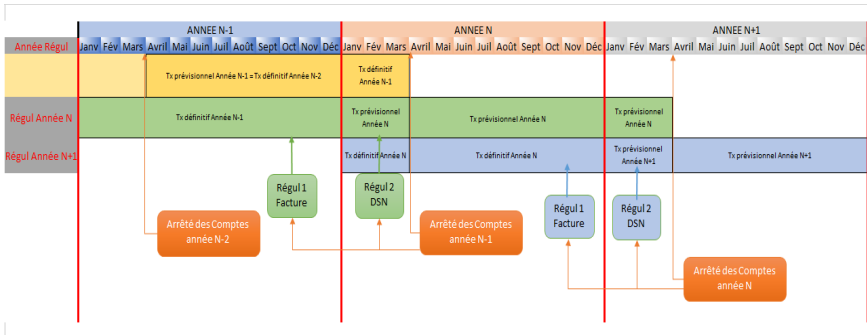 ANNEE N-1 ANNEE N ANNEE N+1
Année Régul Janv Fév Mars Avril Mai Juin Juil Août Sept Oct Nov Déc Janv Fév Mars Avril Mai Juin Juil Août Sept Oct Nov Déc Janv Fév Mars Avril Mai Juin Juil Août Sept Oct Nov Déc
Tx prévisionnel Année N-1 = Tx définitif Année N-2
Tx définitif
Année N-1
Régul Année N
Tx définitif Année N-1
Tx prévisionnel
Année N
Tx prévisionnel Année N
Tx prévisionnel
Année N
Régul Année N+1
Tx définitif Année N
Tx définitif Année N
Tx prévisionnel
Année N+1
Tx prévisionnel Année N+1
Régul 1
Facture
Régul 2
DSN
Régul 1
Facture
Régul 2
DSN
Arrêté des Comptes
année N-2
Arrêté des Comptes
année N-1
Arrêté des Comptes
année N